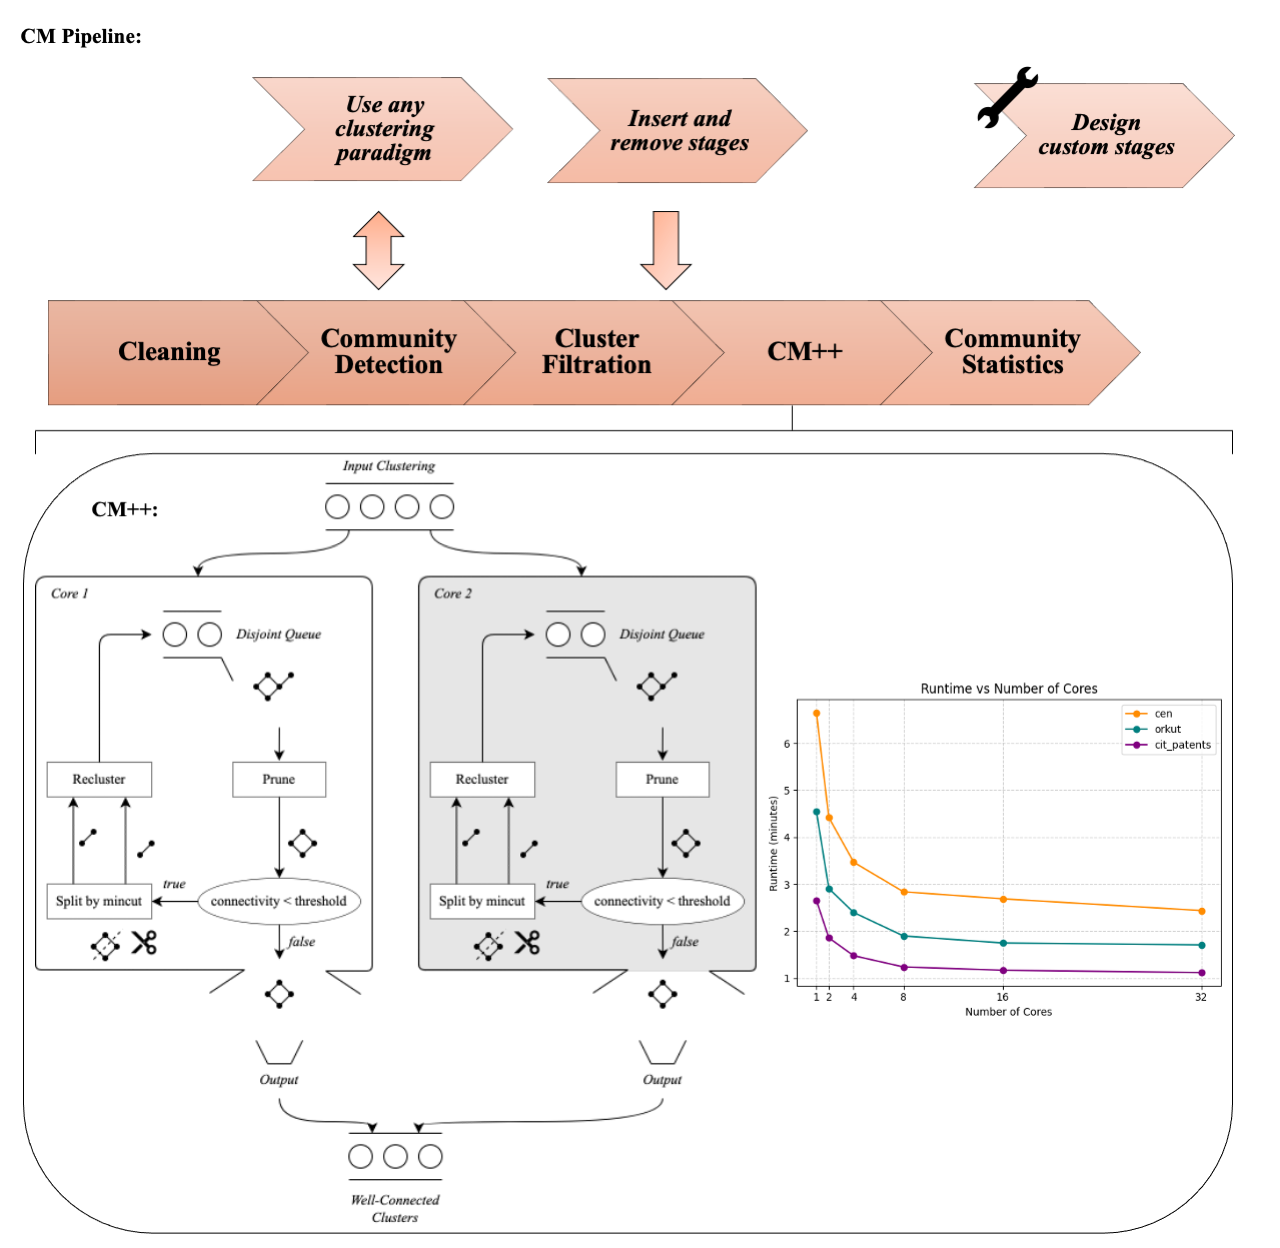 CM Pipeline:
Use any
clustering
paradigm
Insert and
remove stages
Design
custom stages
Cleaning
Community
Detection
Cluster
Filtration
CM++
Community
Statistics
Input Clustering
CM++:
Core 1
Disjoint Queue
Recluster
Prune
true
Split by mincut
connectivity < threshold
false
Output
Core 2
Disjoint Queue
Recluster
Prune
true
Split by mincut
connectivity < threshold
false
Output
Well-Connected
Clusters
Runtime vs Number of Cores
cen
orkut
cit_patents
Runtime (minutes)
6
5
4
3
2
1
1 2 4 8 16 32
Number of Cores